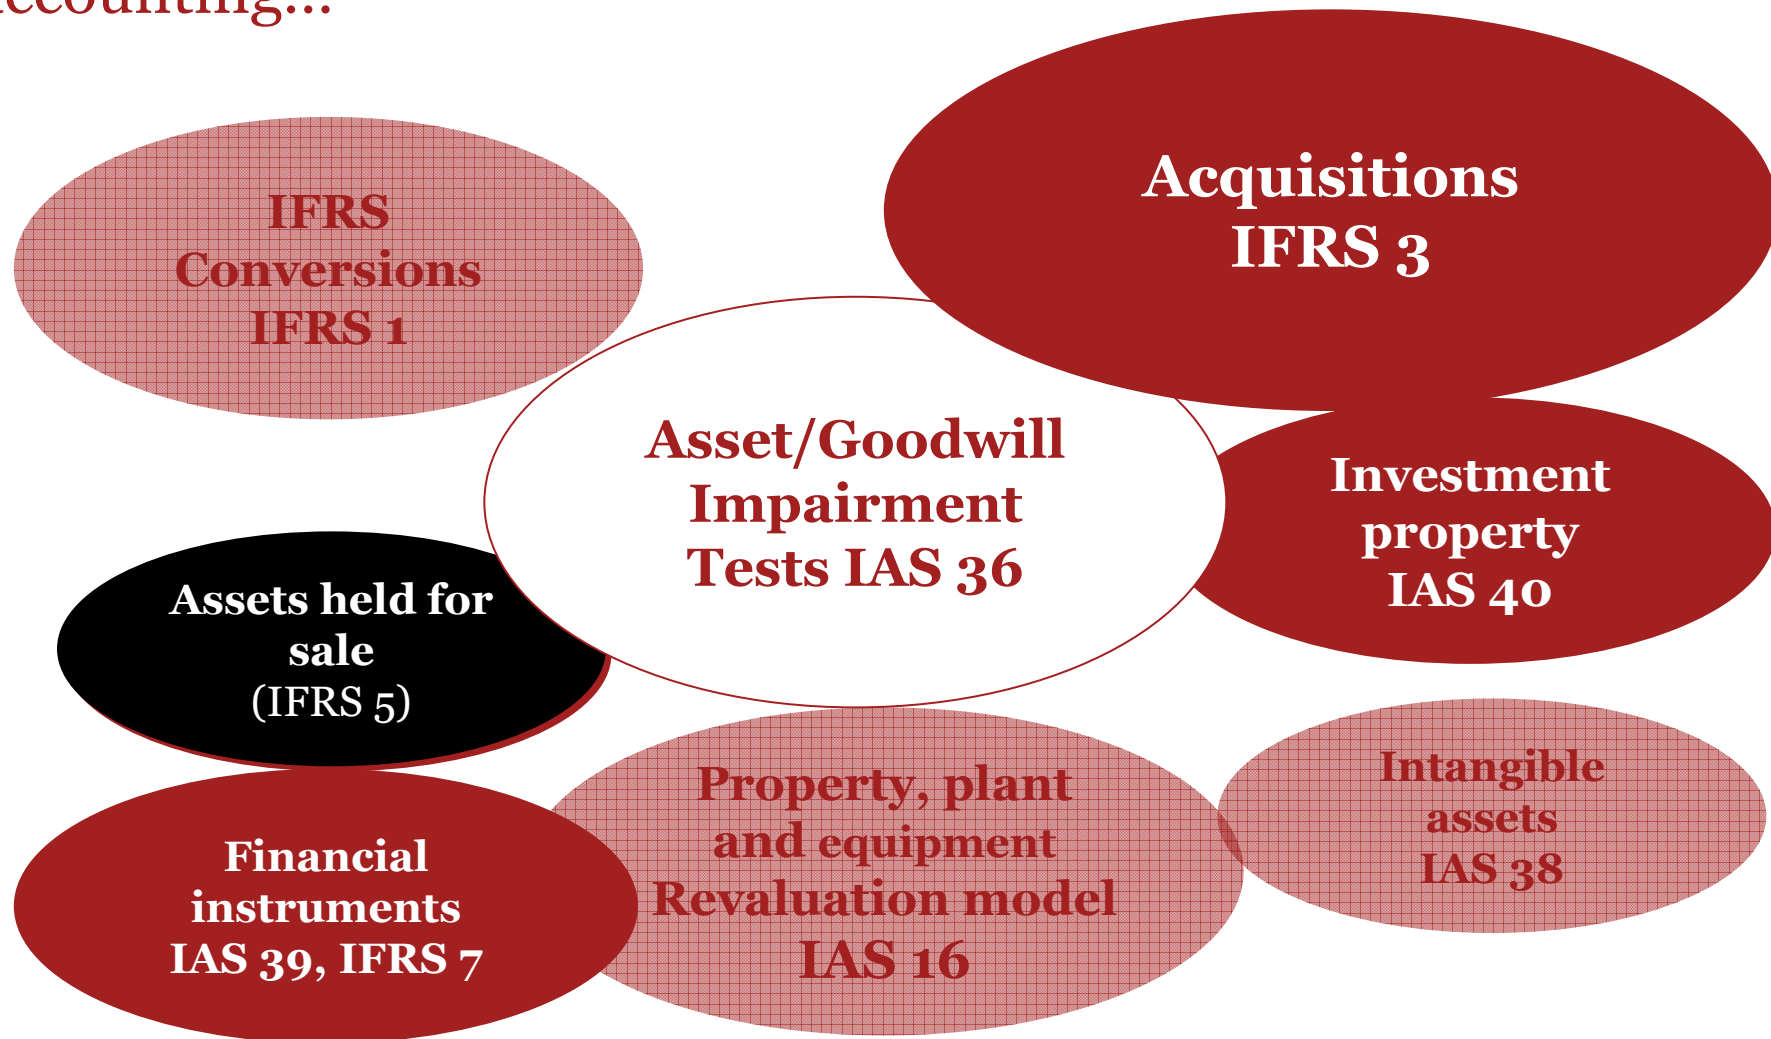 accounting...
IFRS
Conversions
IFRS 1
Acquisitions
IFRS 3
Asset/Goodwill
Impairment
Tests IAS 36
Investment
property
IAS 40
Assets held for
sale
(IFRS 5)
Financial
instruments
IAS 39, IFRS 7
Property, plant
and equipment
Revaluation model
IAS 16
Intangible
assets
IAS 38